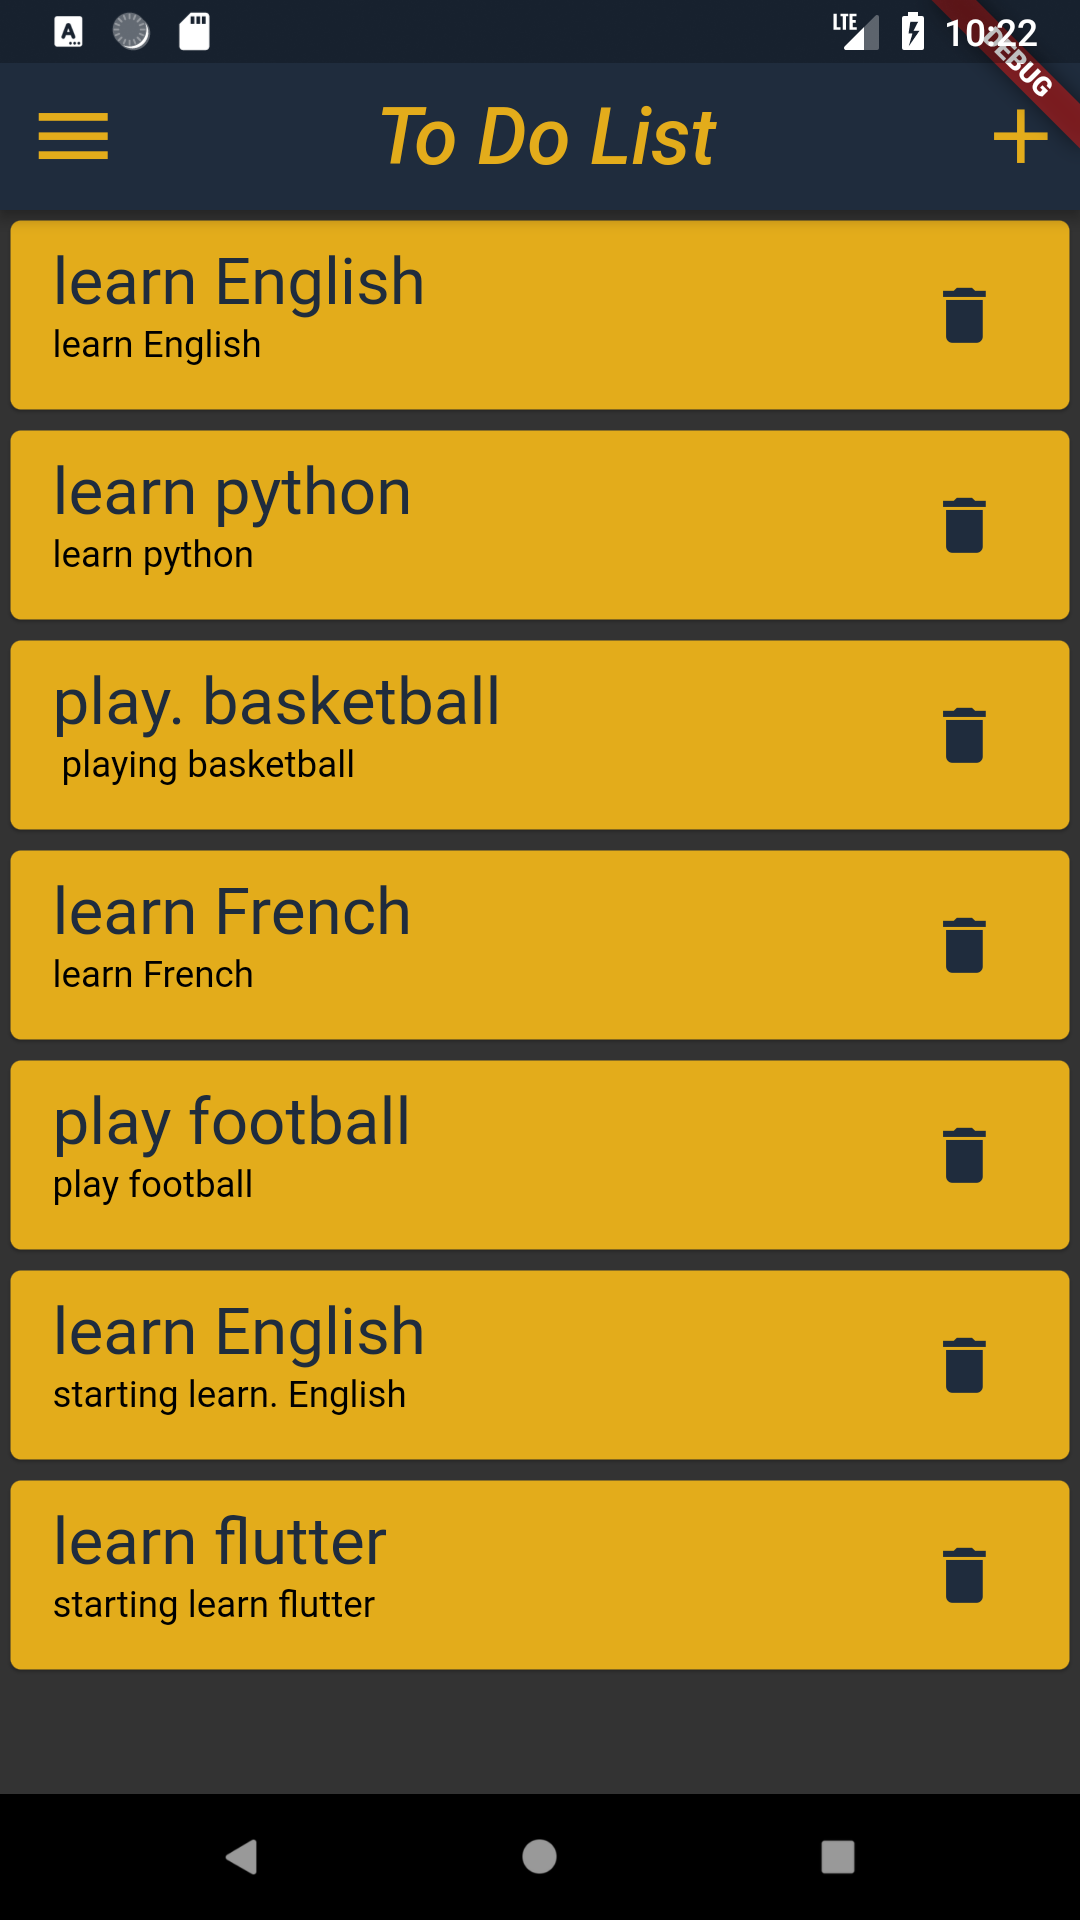 LTE 10:22
DEBUG
To Do List
learn English
learn English
learn python
learn python
play. basketball
playing basketball
learn French
learn French
play football
play football
learn English
starting learn. English
learn flutter
starting learn flutter